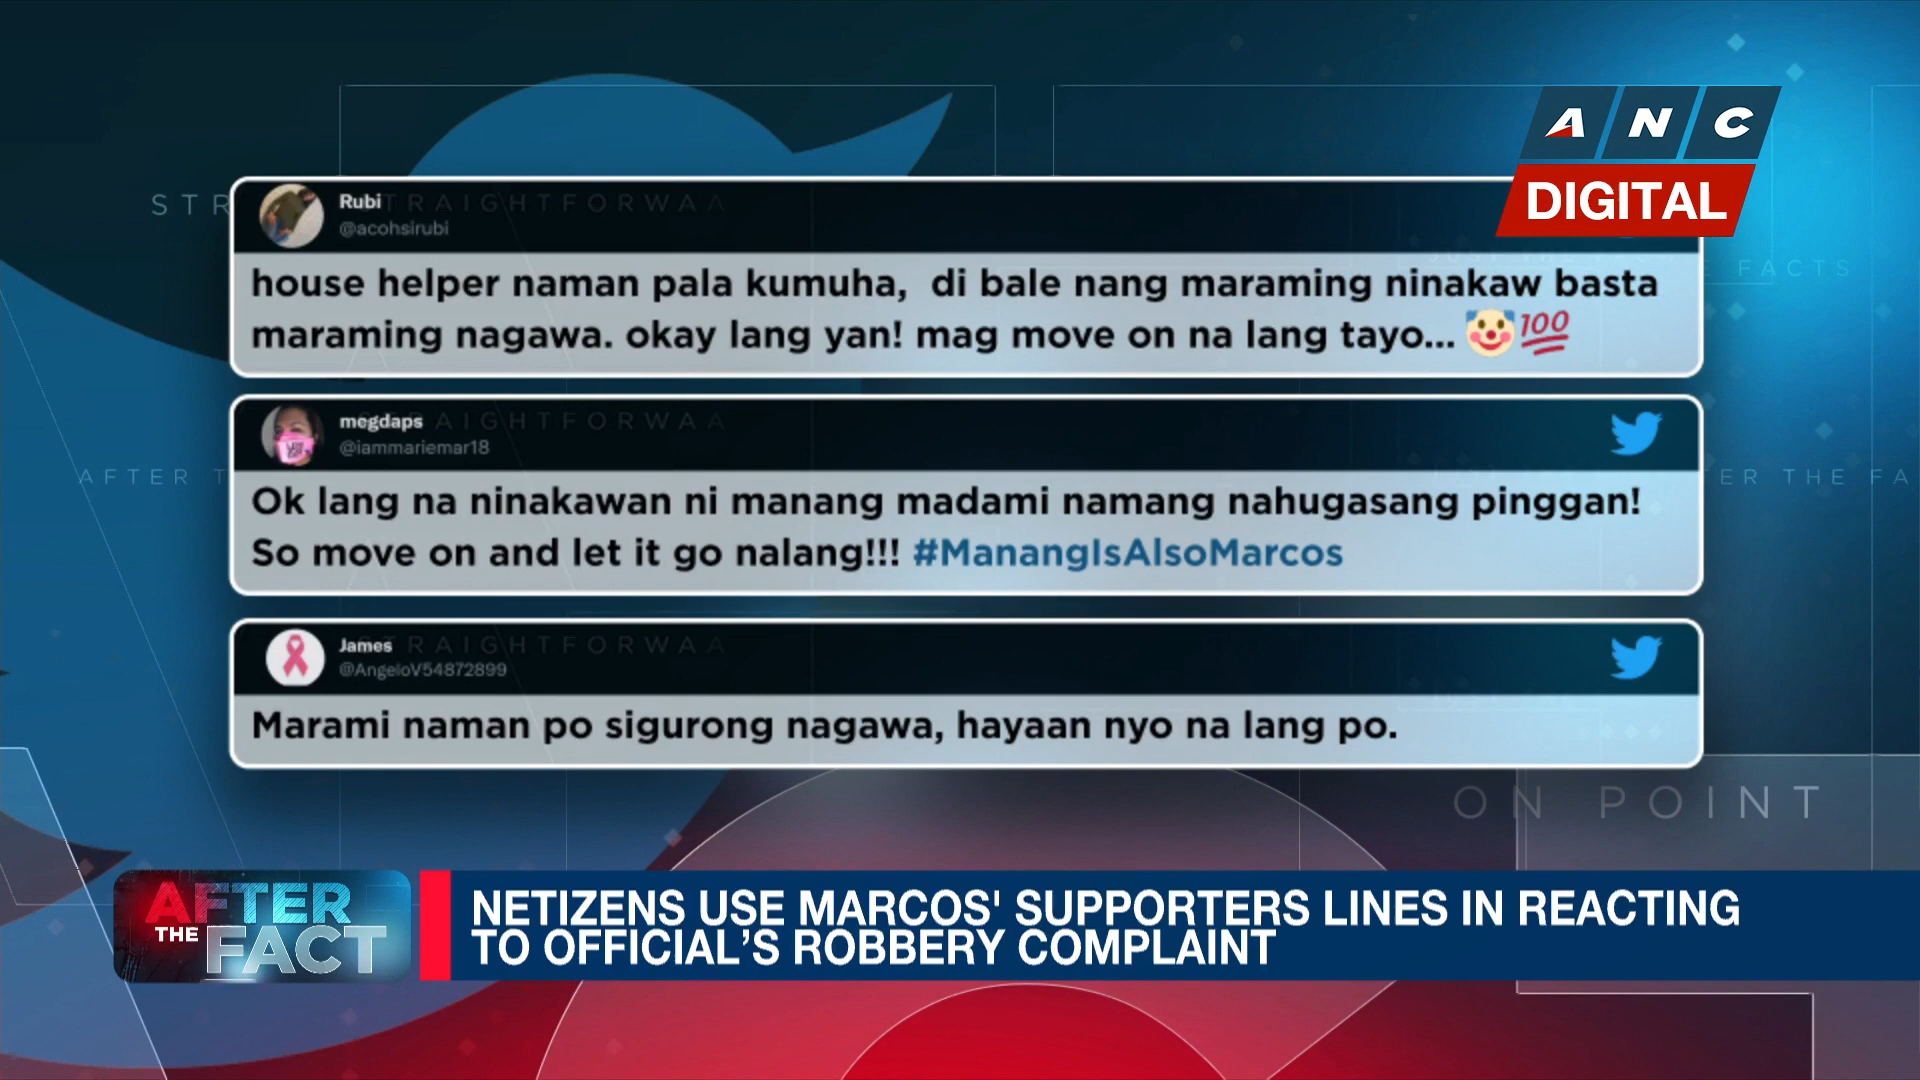 A N C
DIGITAL
Rubi
@acohsirubi
house helper naman pala kumuha, di bale nang maraming ninakaw basta
maraming nagawa. okay lang yan! mag move on na lang tayo... 🤡💯
megdaps
@iammariemar18
Ok lang na ninakawan ni manang madami namang nahugasang pinggan!
So move on and let it go nalang!!! #ManangIsAlsoMarcos
James
@AngeloV54872899
Marami naman po sigurong nagawa, hayaan nyo na lang po.
ON POINT
AFTER
THE FACT
NETIZENS USE MARCOS' SUPPORTERS LINES IN REACTING
TO OFFICIAL'S ROBBERY COMPLAINT